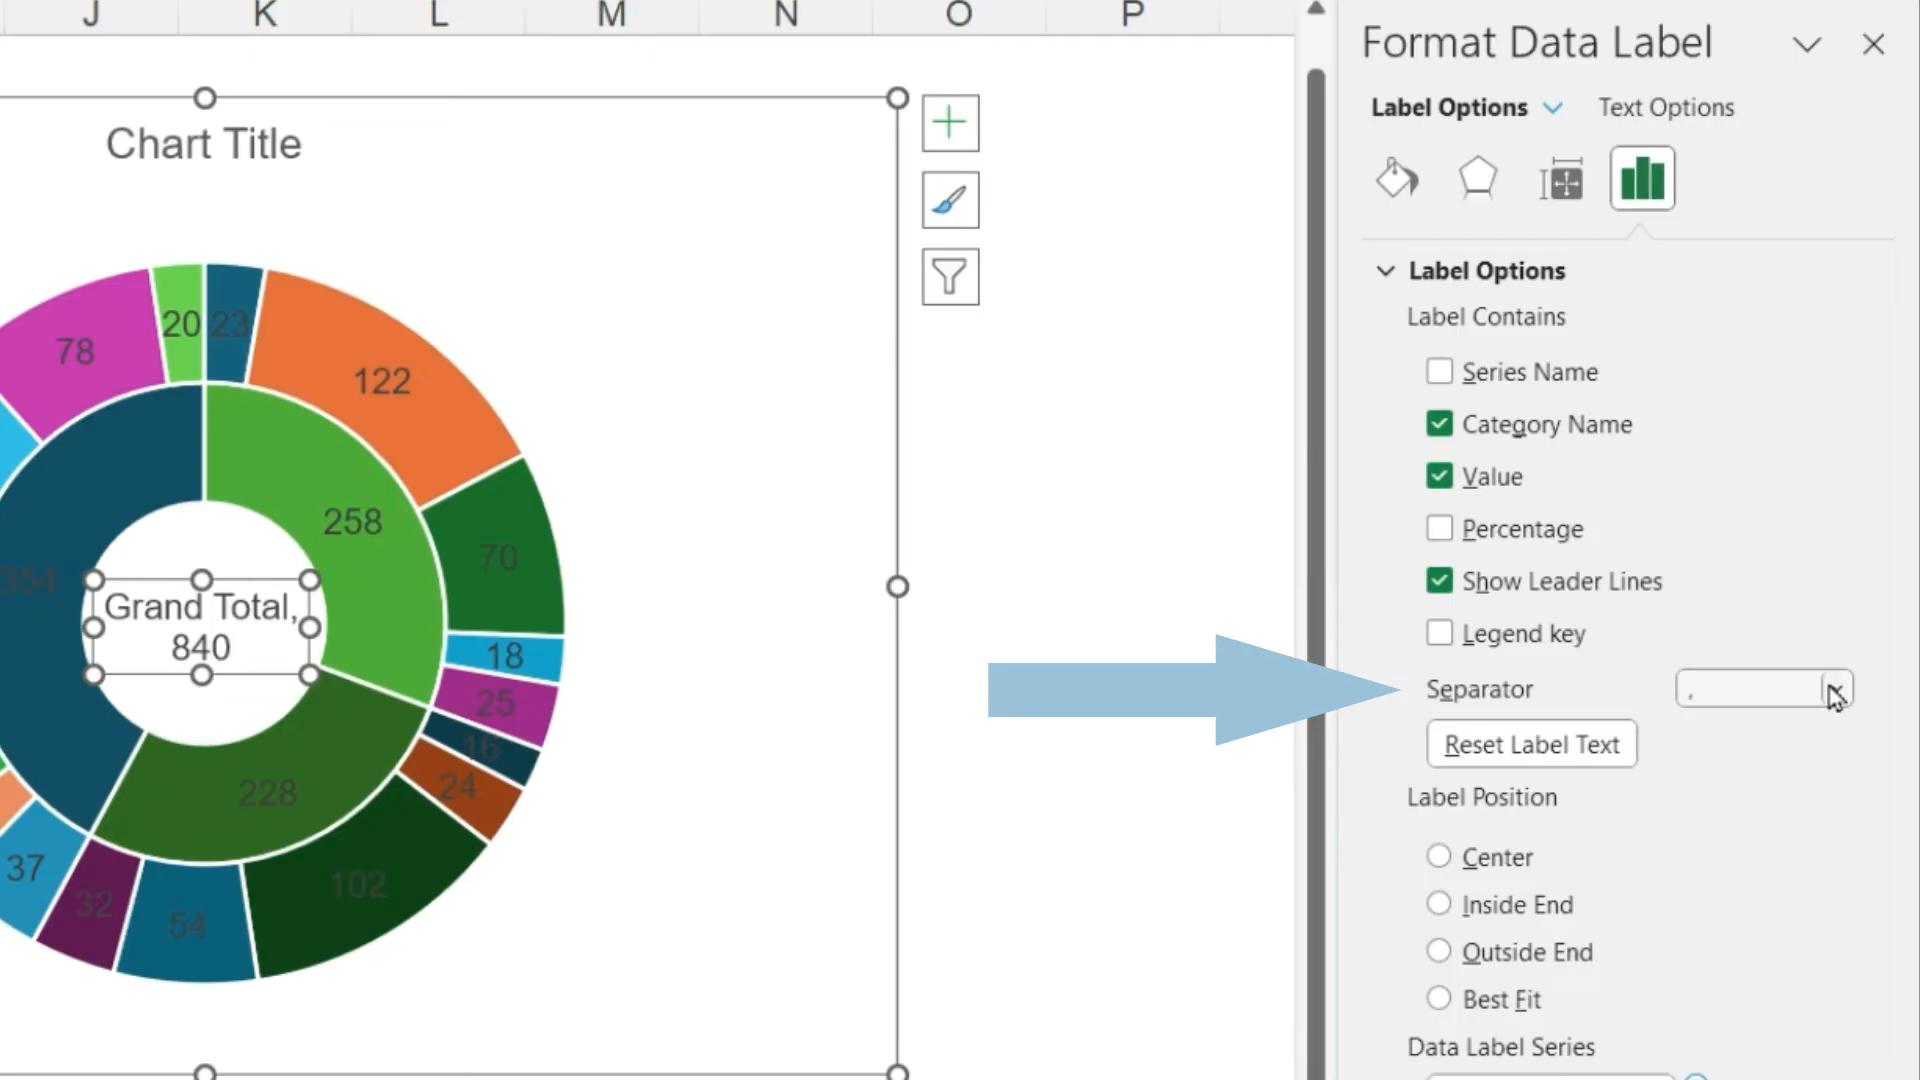 J K L M N O P
Chart Title
20 23
78
122
258
70
354
Grand Total,
840
18
25
16
24
228
37
102
32
54
Format Data Label
Label Options Text Options
Label Options
Label Contains
Series Name
Category Name
Value
Percentage
Show Leader Lines
Legend key
Separator ,
Reset Label Text
Label Position
Center
Inside End
Outside End
Best Fit
Data Label Series